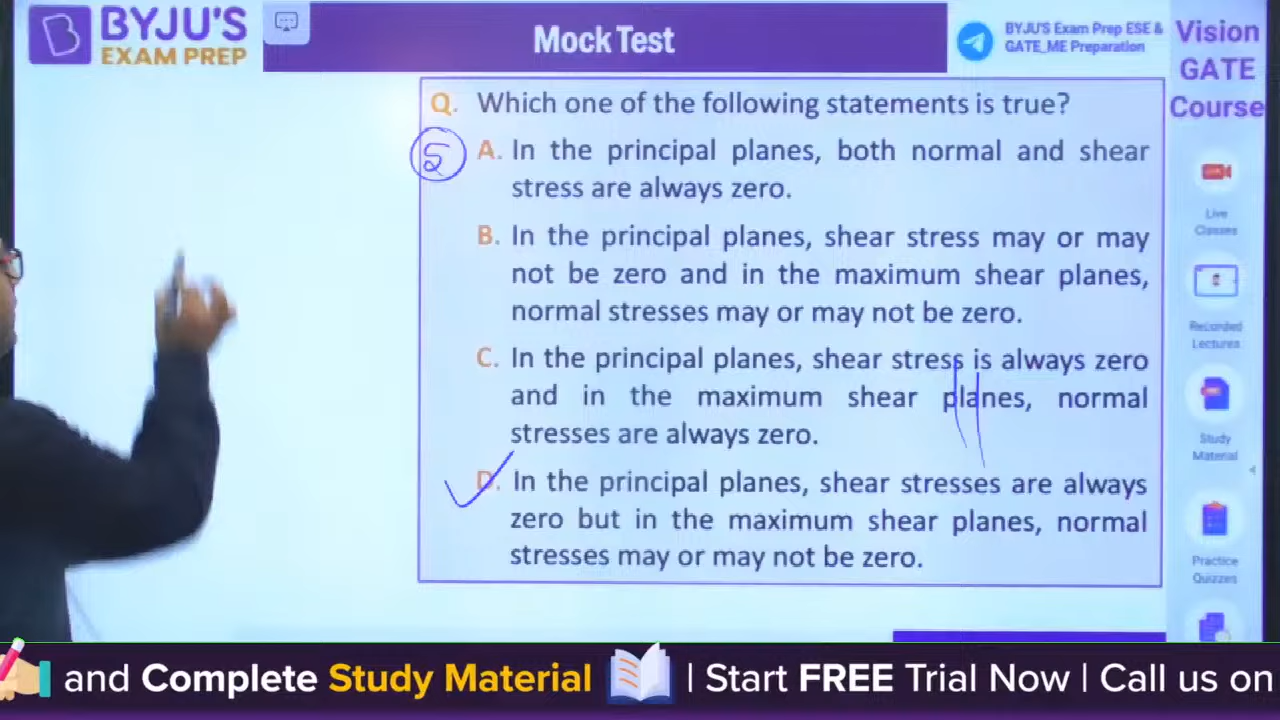 BYJU'S
EXAM PREP
Mock Test
BYJU'S Exam Prep ESE &
GATE_ME Preparation
Vision
GATE
Course
Q. Which one of the following statements is true?
5
A. In the principal planes, both normal and shear
stress are always zero.
B. In the principal planes, shear stress may or may
not be zero and in the maximum shear planes,
normal stresses may or may not be zero.
C. In the principal planes, shear stress is always zero
and in the maximum shear planes, normal
stresses are always zero.
D. In the principal planes, shear stresses are always
zero but in the maximum shear planes, normal
stresses may or may not be zero.
Live
Classes
Recorded
Lectures
Study
Material
Practice
Quizzes
and Complete Study Material | Start FREE Trial Now | Call us on